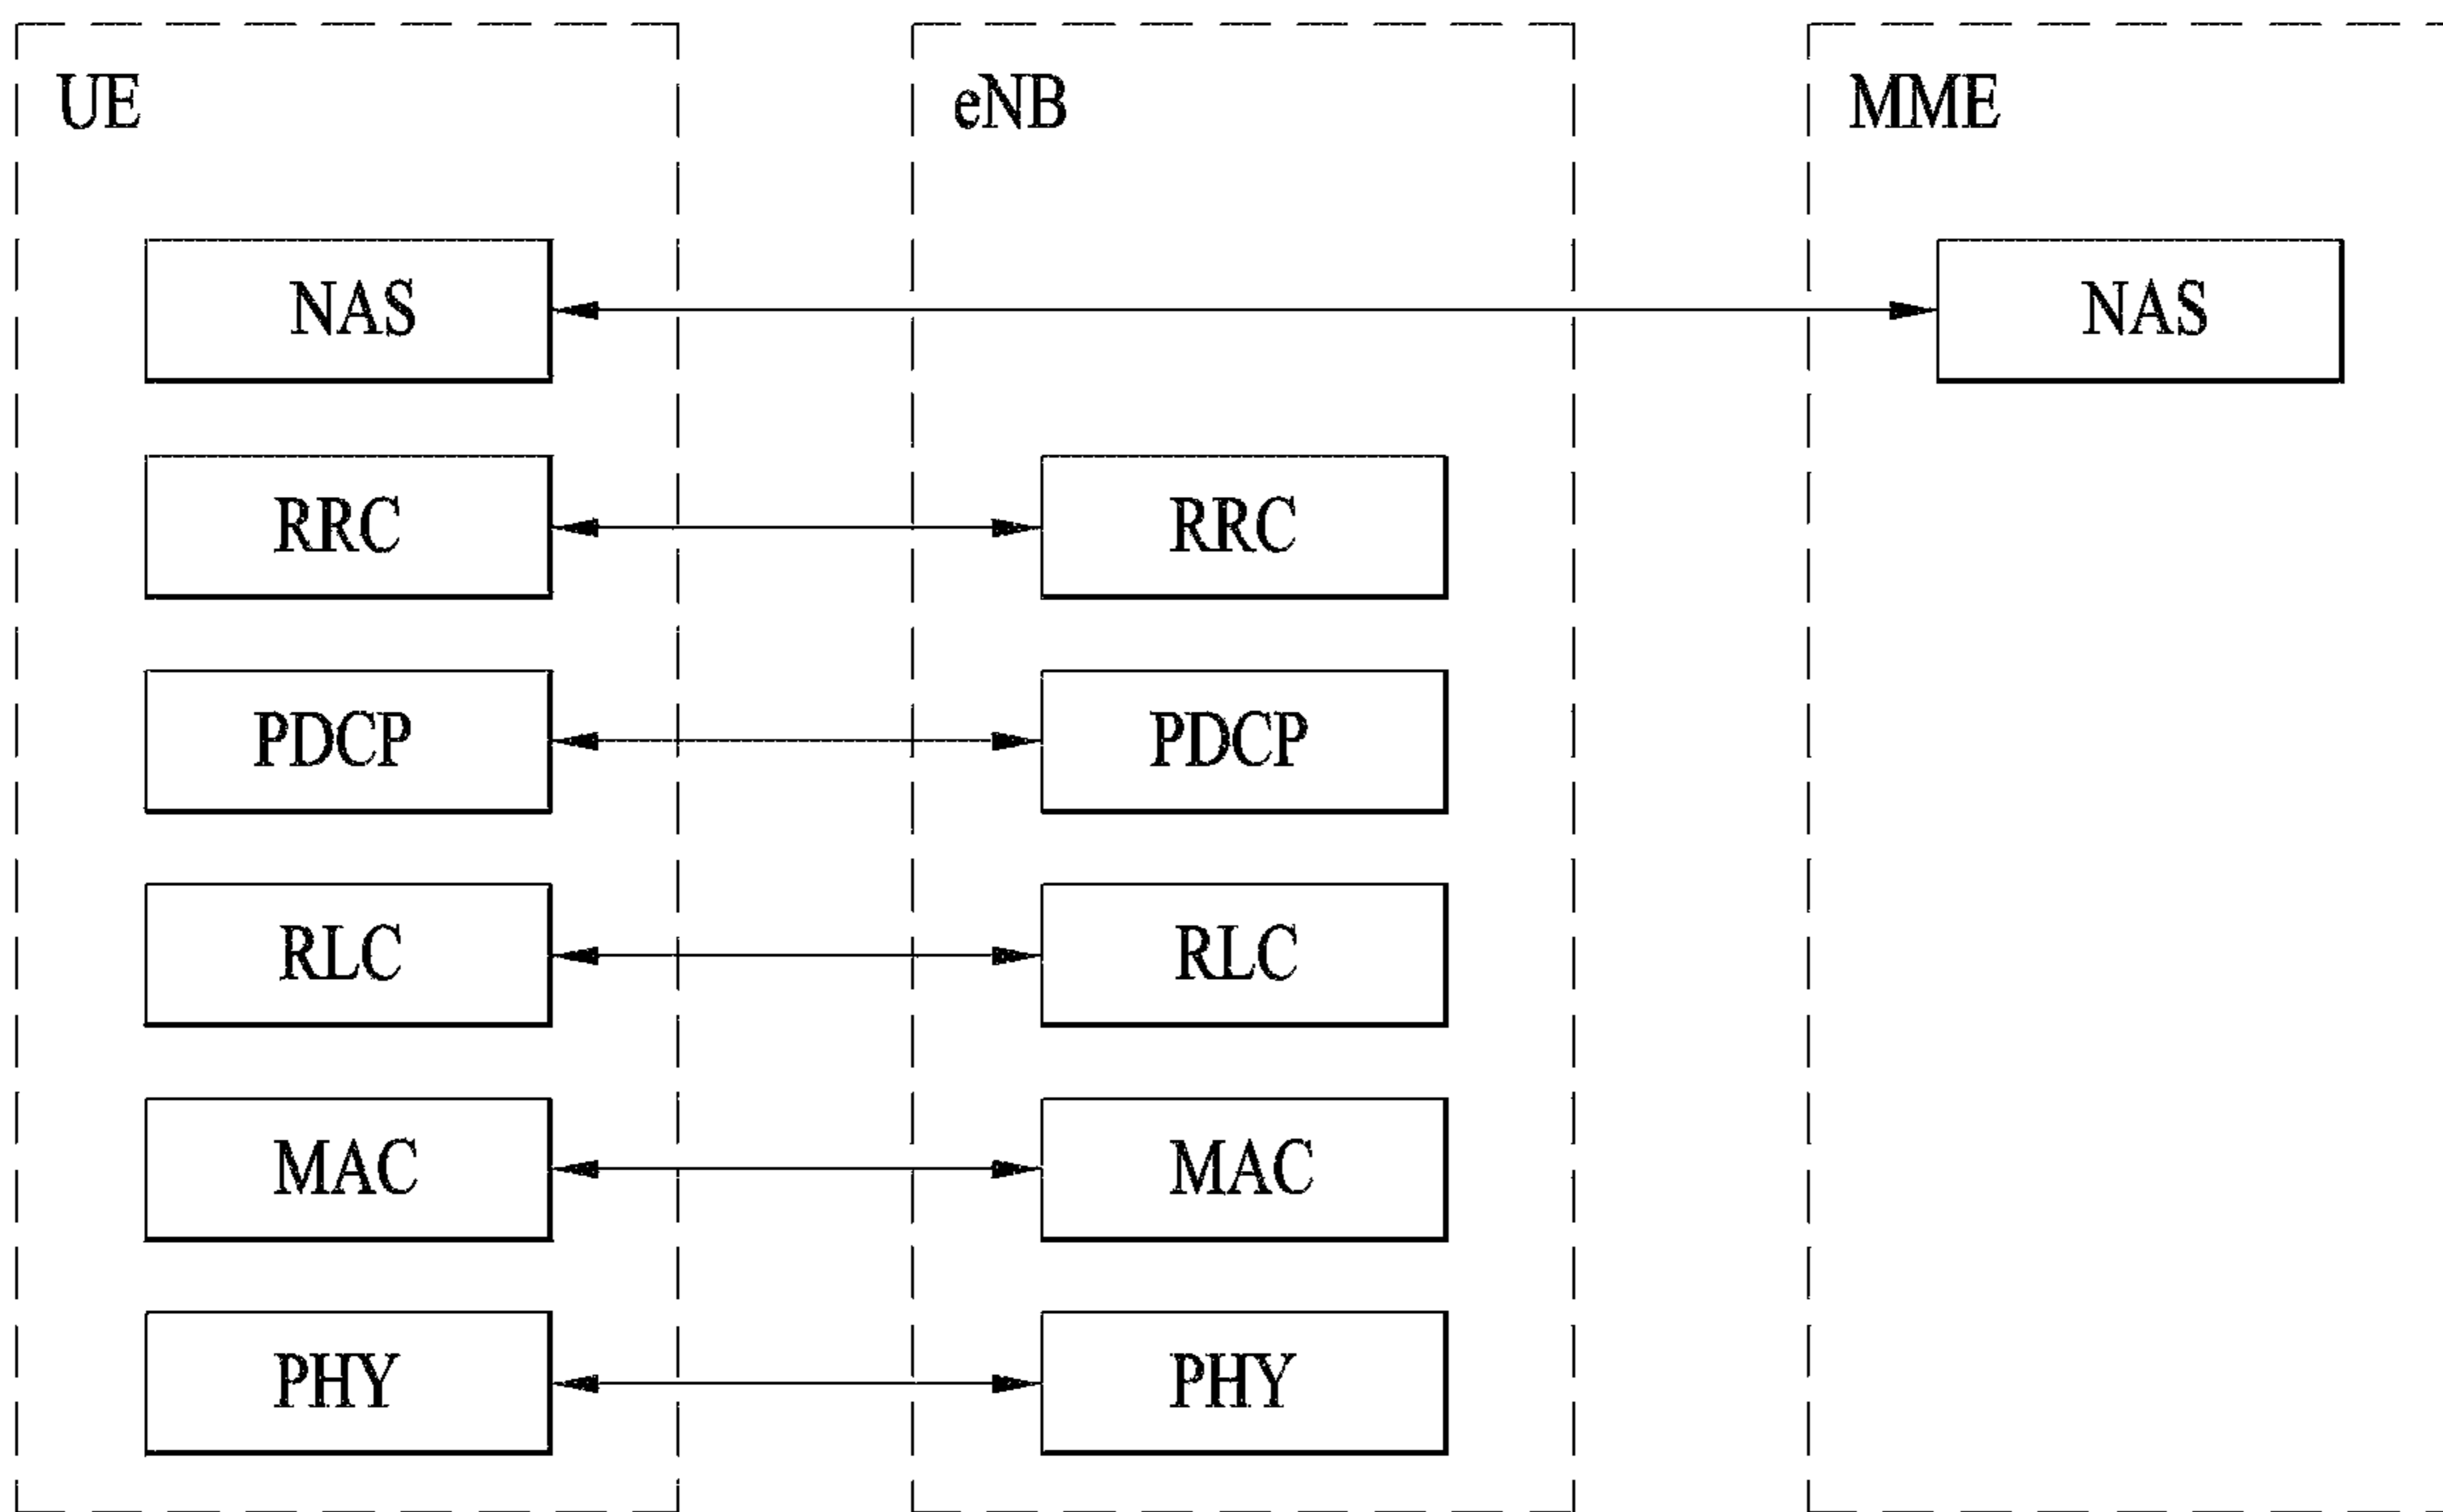 UE
eNB
MME
NAS
NAS
RRC
RRC
PDCP
PDCP
RLC
RLC
MAC
MAC
PHY
PHY